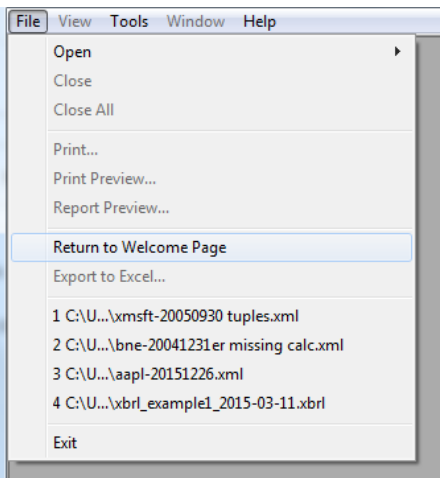 File View Tools Window Help
Open
Close
Close All
Print...
Print Preview...
Report Preview...
Return to Welcome Page
Export to Excel...
1 C:\U...\xmsft-20050930 tuples.xml
2 C:\U...\bne-20041231er missing calc.xml
3 C:\U...\aapl-20151226.xml
4 C:\U...\xbrl_example1_2015-03-11.xbrl
Exit